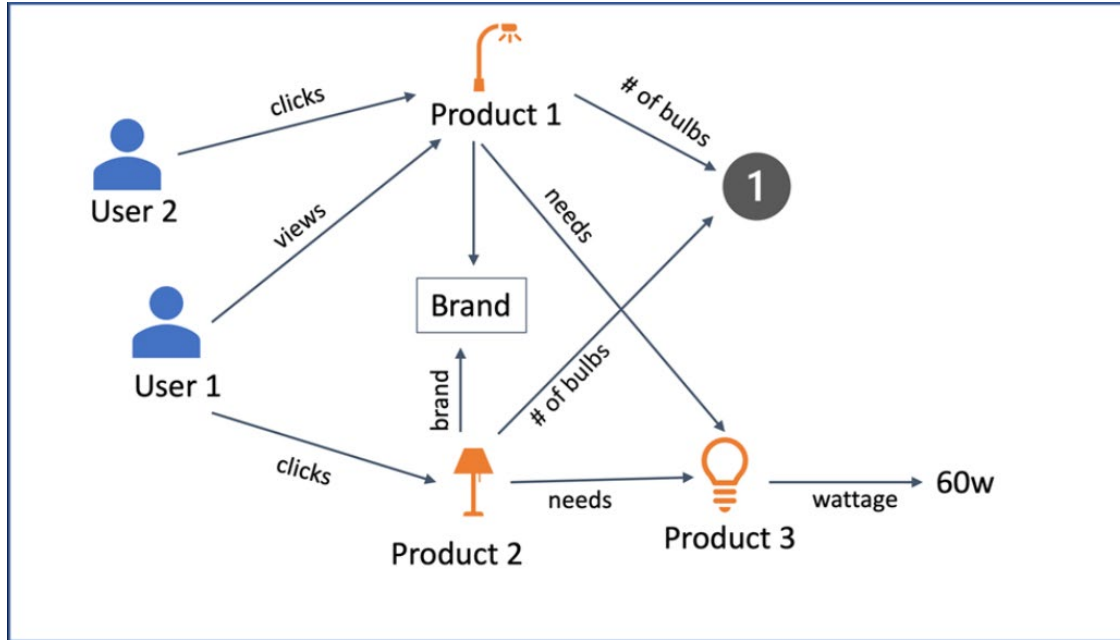 clicks
Product 1
# of bulbs
1
User 2
views
needs
Brand
User 1
brand
# of bulbs
clicks
needs
wattage
60w
Product 2
Product 3